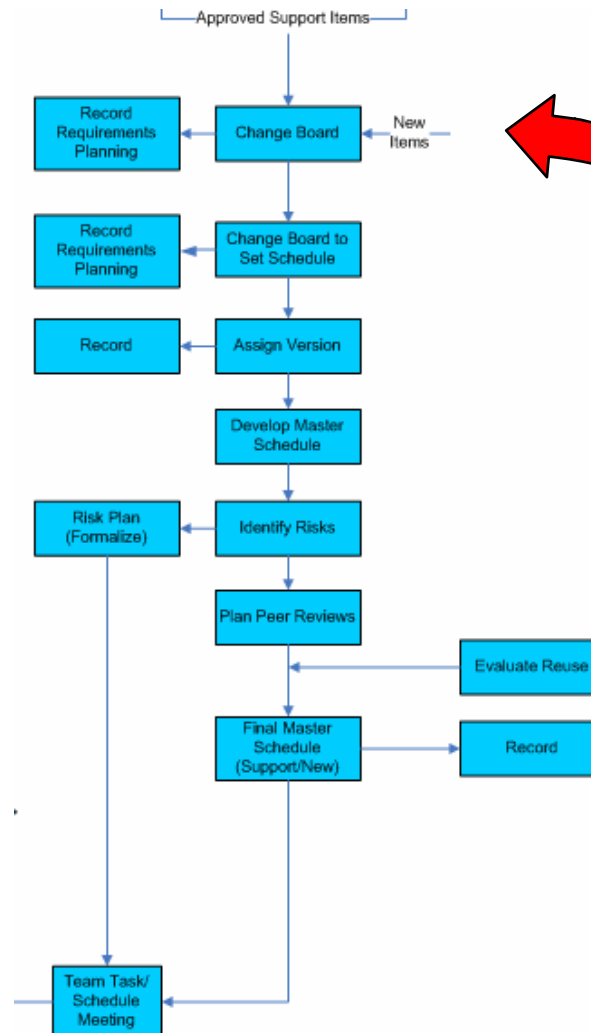 Approved Support Items
Record
Requirements
Planning
Change Board
New
Items
Record
Requirements
Planning
Change Board to
Set Schedule
Record
Assign Version
Develop Master
Schedule
Risk Plan
(Formalize)
Identify Risks
Plan Peer Reviews
Evaluate Reuse
Final Master
Schedule
(Support/New)
Record
Team Task/
Schedule
Meeting